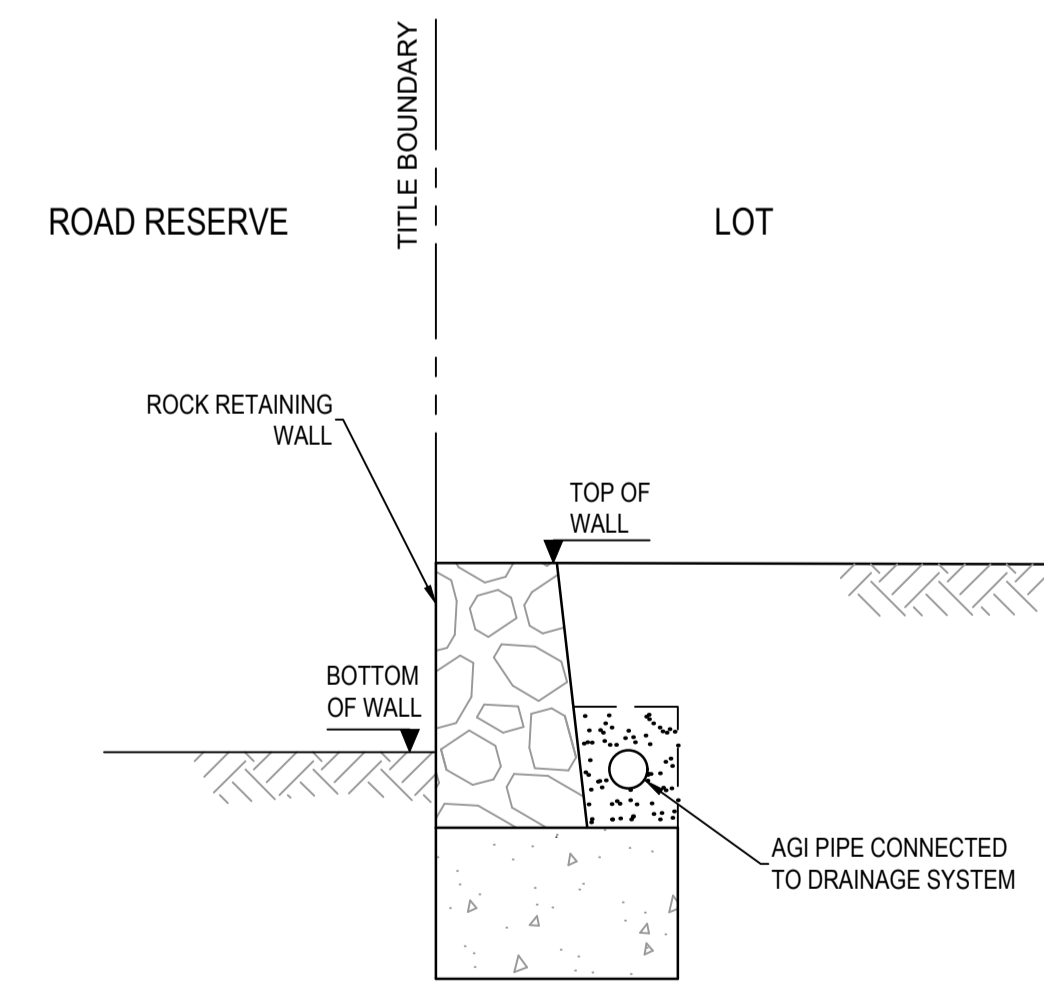 TITLE BOUNDARY
ROAD RESERVE
LOT
ROCK RETAINING
WALL
TOP OF
WALL
BOTTOM
OF WALL
AGI PIPE CONNECTED
TO DRAINAGE SYSTEM